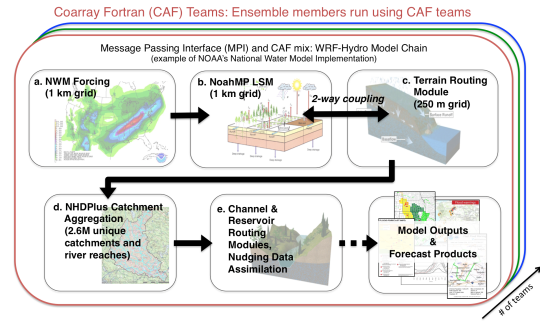 Coarray Fortran (CAF) Teams: Ensemble members run using CAF teams
Message Passing Interface (MPI) and CAF mix: WRF-Hydro Model Chain
(example of NOAA's National Water Model Implementation)
a. NWM Forcing
(1 km grid)
b. NoahMP LSM
(1 km grid)
2-way coupling
c. Terrain Routing
Module
(250 m grid)
d. NHDPlus Catchment
Aggregation
(2.6M unique
catchments and
river reaches)
e. Channel &
Reservoir
Routing
Modules,
Nudging Data
Assimilation
Model Outputs
&
Forecast Products
# of teams